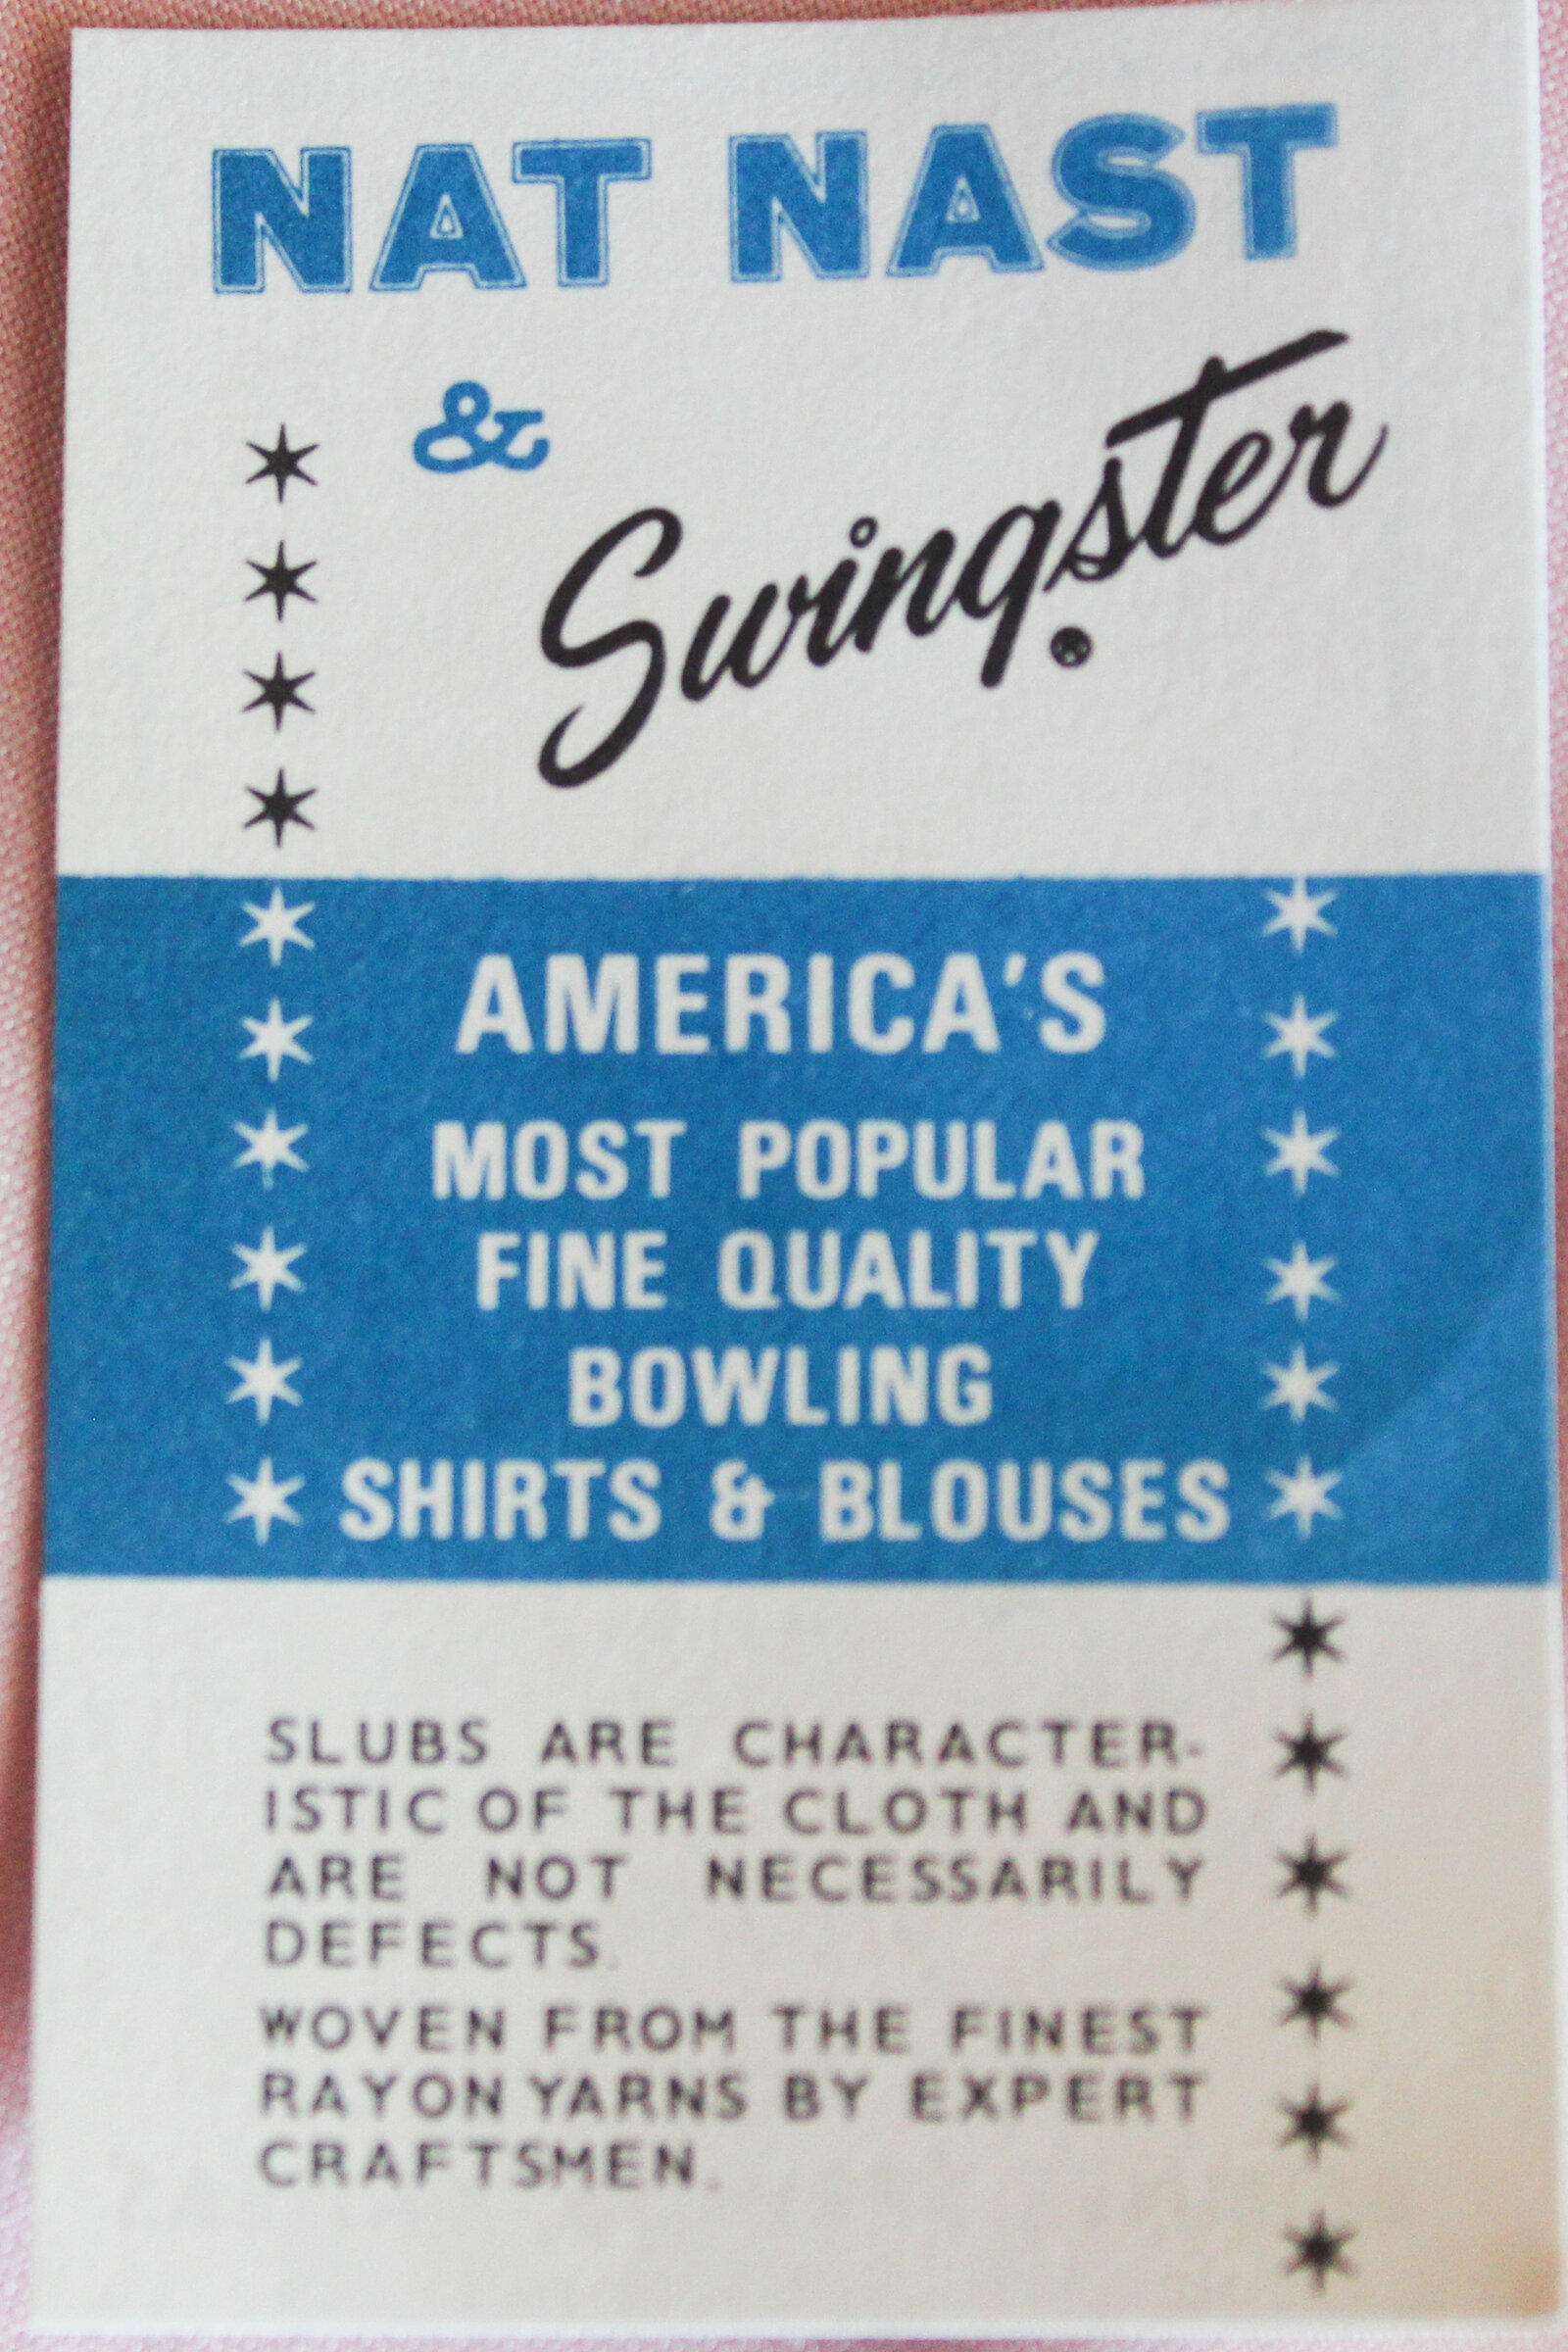 NAT NAST
&
Swingster
®
AMERICA'S
MOST POPULAR
FINE QUALITY
BOWLING
SHIRTS & BLOUSES
SLUBS ARE CHARACTER-
ISTIC OF THE CLOTH AND
ARE NOT NECESSARILY
DEFECTS.
WOVEN FROM THE FINEST
RAYON YARNS BY EXPERT
CRAFTSMEN.